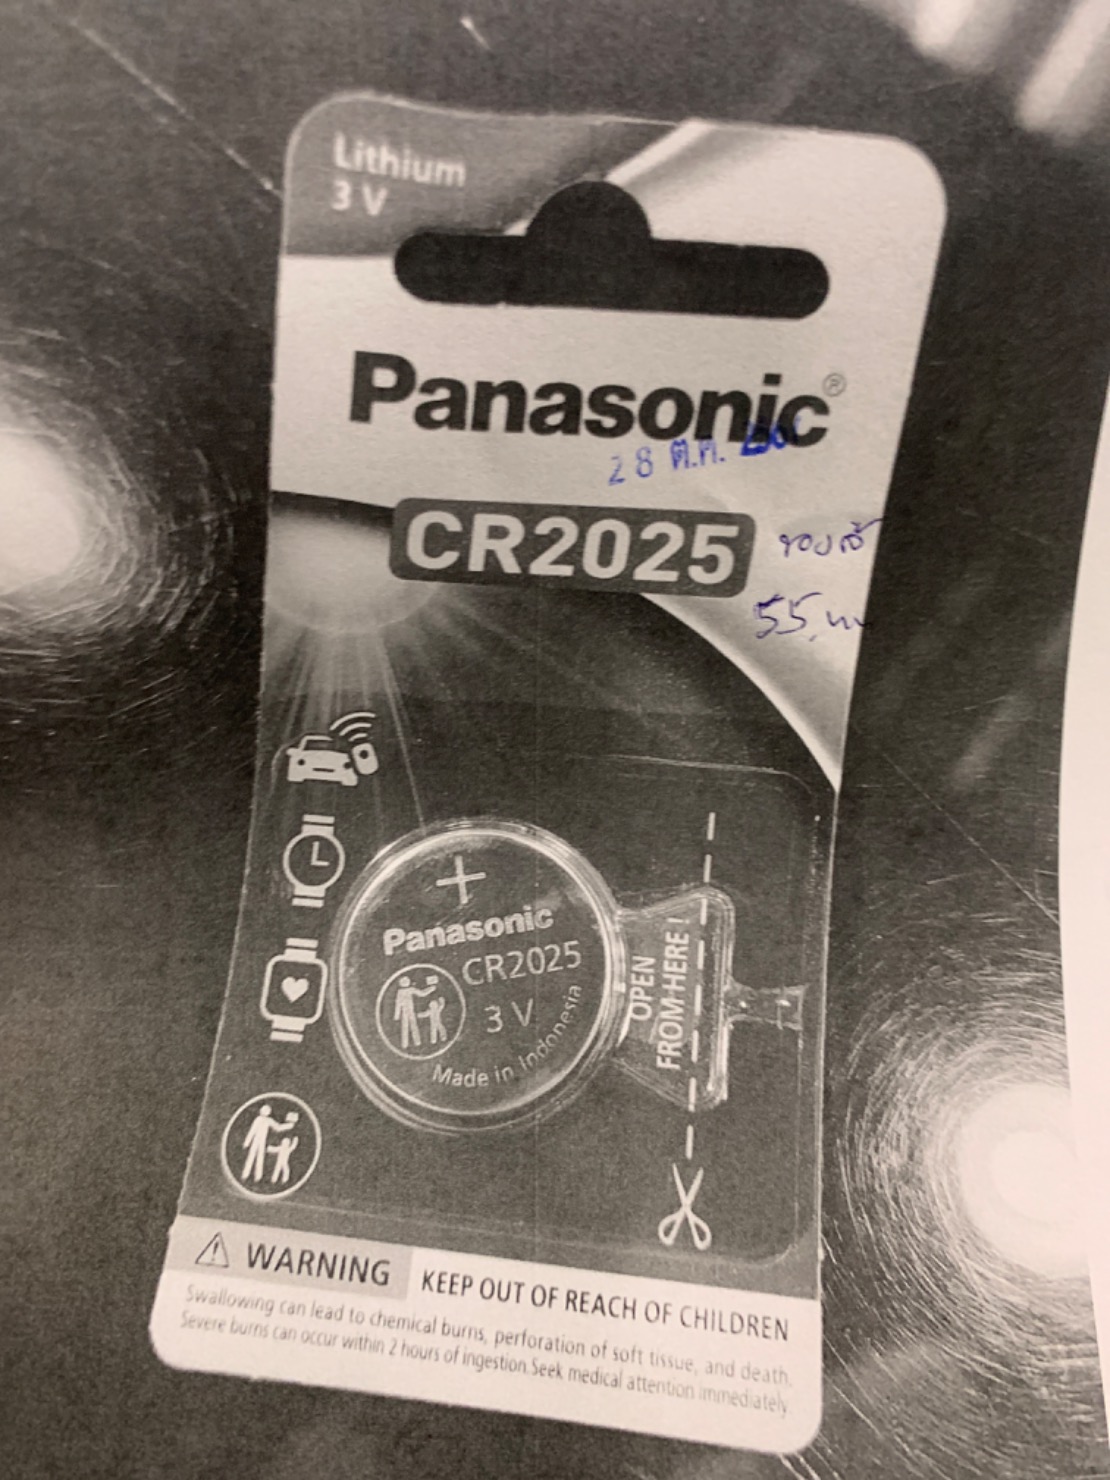 Lithium
3 V
Panasonic®
28 ต.ค.
CR2025
55.
+
Panasonic
CR2025
3 V
Made in Indonesia
OPEN
FROM HERE !
WARNING
KEEP OUT OF REACH OF CHILDREN
Swallowing can lead to chemical burns, perforation of soft tissue, and death.
Severe burns can occur within 2 hours of ingestion. Seek medical attention immediately.